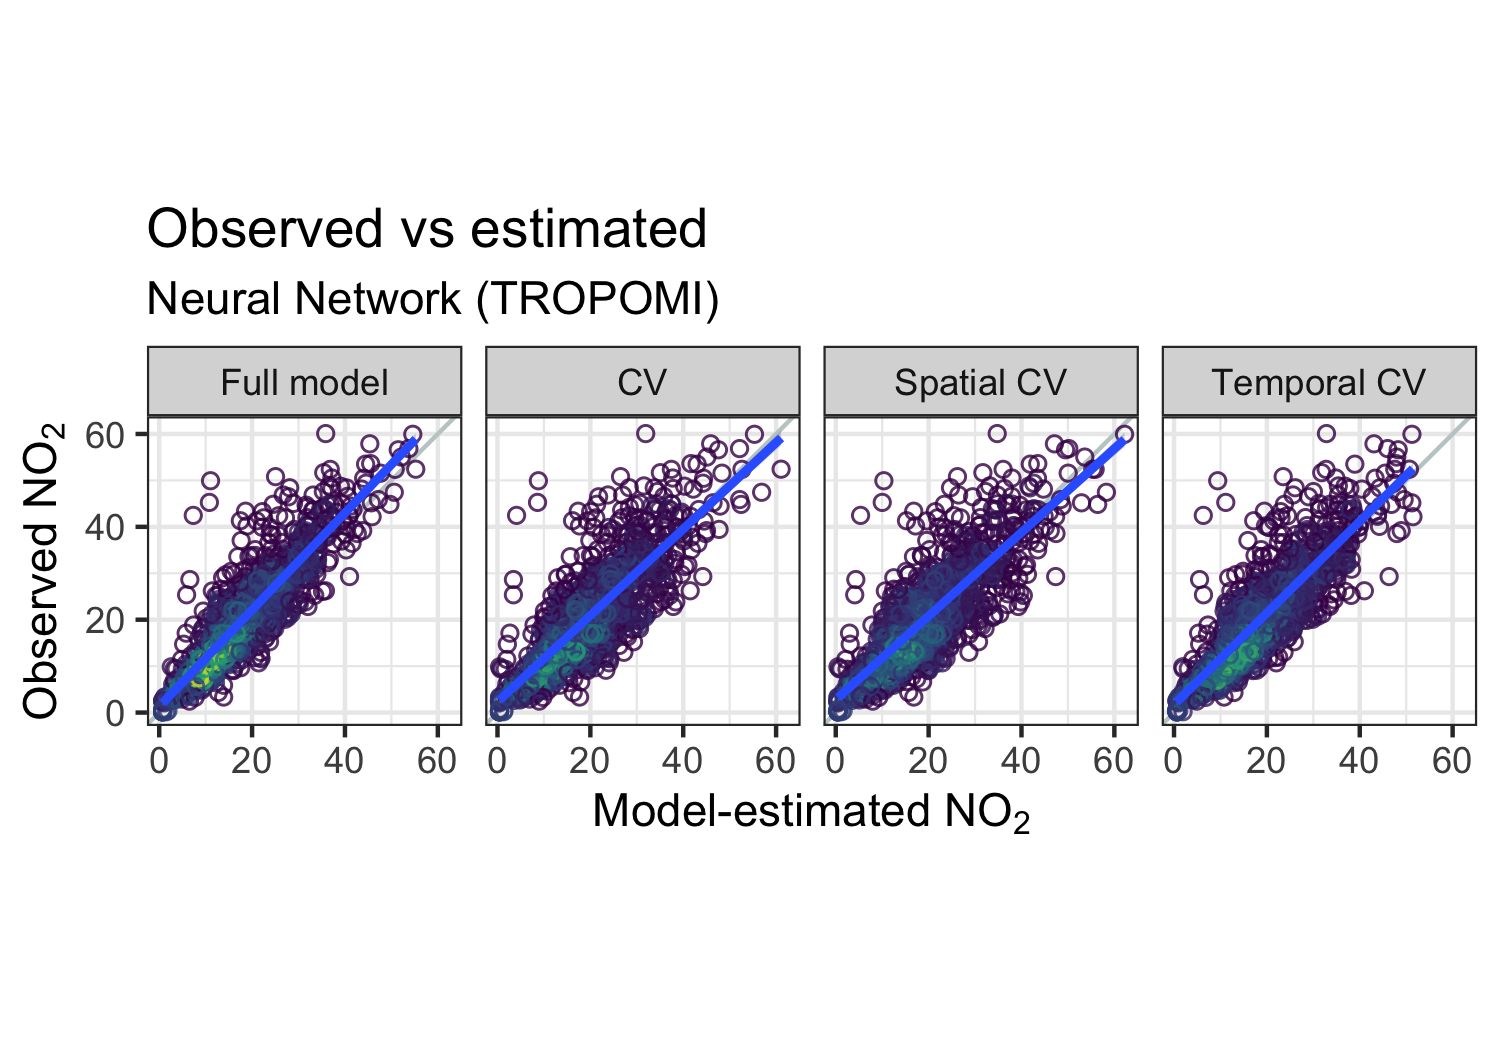 Observed vs estimated
Neural Network (TROPOMI)
Full model CV Spatial CV Temporal CV
Observed NO₂
60
40
20
0
0 20 40 60 0 20 40 60 0 20 40 60 0 20 40 60
Model-estimated NO₂